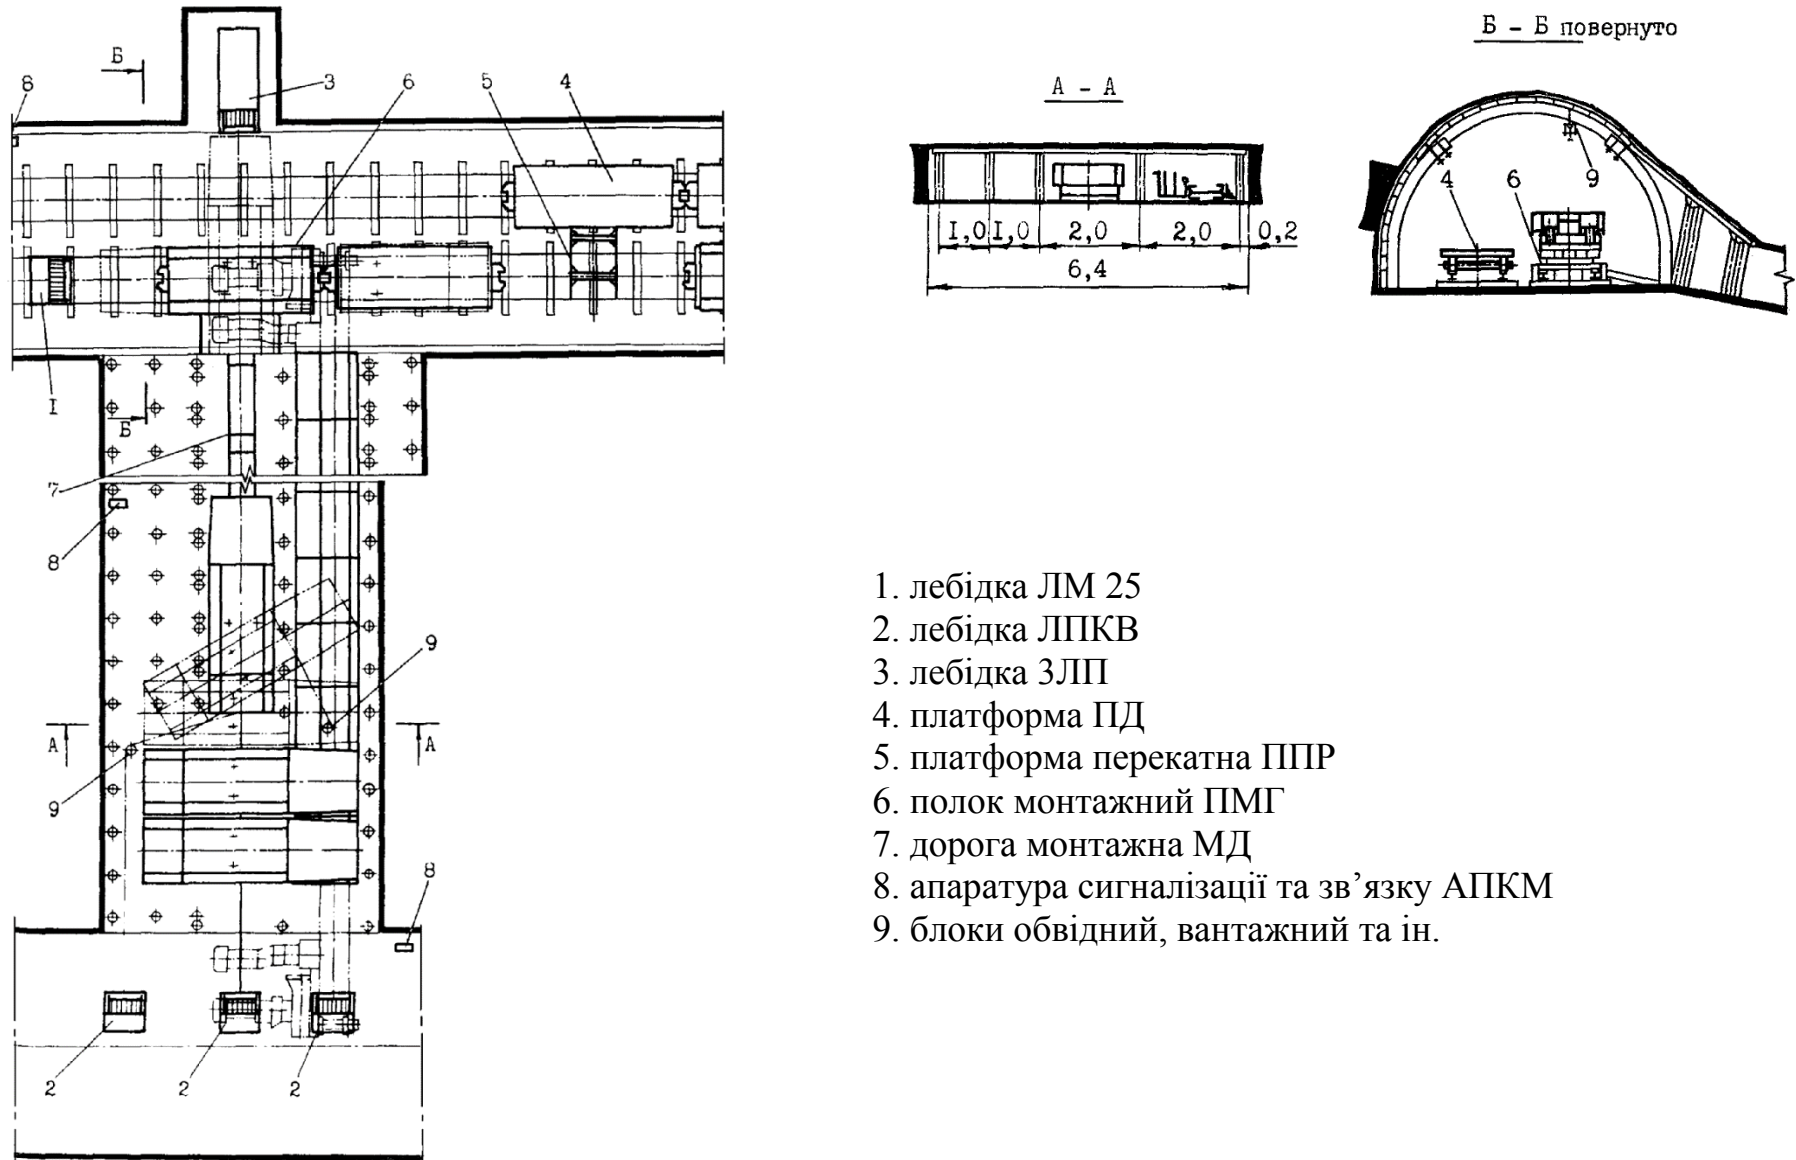 Б - Б повернуто
Б
8
3
6
5
4
А - А
4
6
9
1,0
1,0
2,0
2,0
0,2
6,4
1
Б
7
8
9
А
А
9
8
2
2
2
1. лебідка ЛМ 25
2. лебідка ЛПКВ
3. лебідка 3ЛП
4. платформа ПД
5. платформа перекатна ППР
6. полок монтажний ПМГ
7. дорога монтажна МД
8. апаратура сигналізації та зв’язку АПКМ
9. блоки обвідний, вантажний та ін.